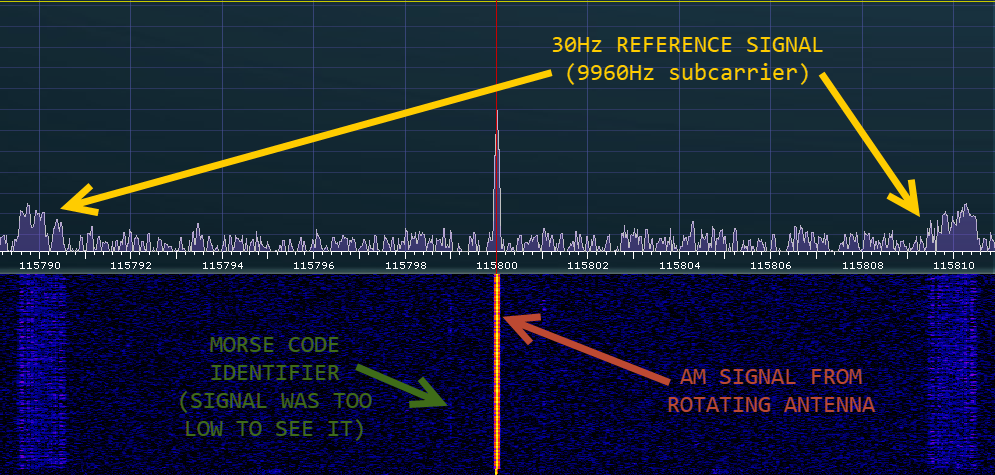 30Hz REFERENCE SIGNAL
(9960Hz subcarrier)
115790 115792 115794 115796 115798 115800 115802 115804 115806 115808 115810
MORSE CODE
IDENTIFIER
(SIGNAL WAS TOO
LOW TO SEE IT)
AM SIGNAL FROM
ROTATING ANTENNA